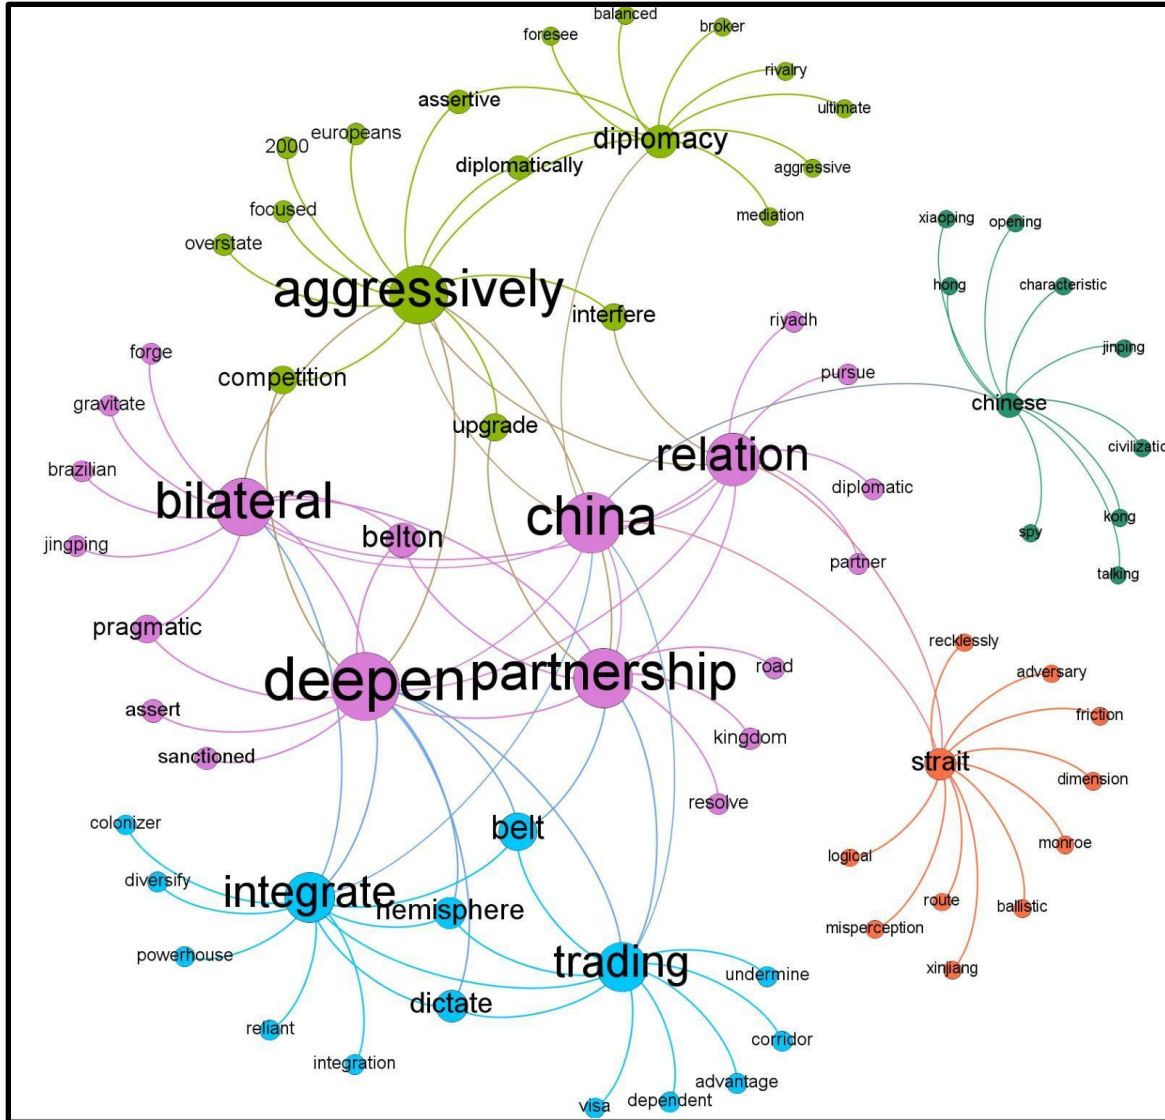 balanced
foresee
broker
rivalry
assertive
ultimate
europeans
diplomacy
2000
diplomatically
aggressive
focused
mediation
xiaoping
opening
overstate
aggressively
hong
characteristic
interfere
riyadh
forge
jinping
competition
pursue
gravitate
chinese
upgrade
civilizatic
brazilian
relation
bilateral
diplomatic
china
belton
kong
jingping
spy
partner
talking
pragmatic
recklessly
deepen
partnership
road
adversary
assert
friction
kingdom
sanctioned
strait
dimension
resolve
colonizer
belt
monroe
logical
diversify
integrate
hemisphere
route
ballistic
misperception
powerhouse
trading
undermine
xinjiang
dictate
reliant
corridor
integration
advantage
dependent
visa